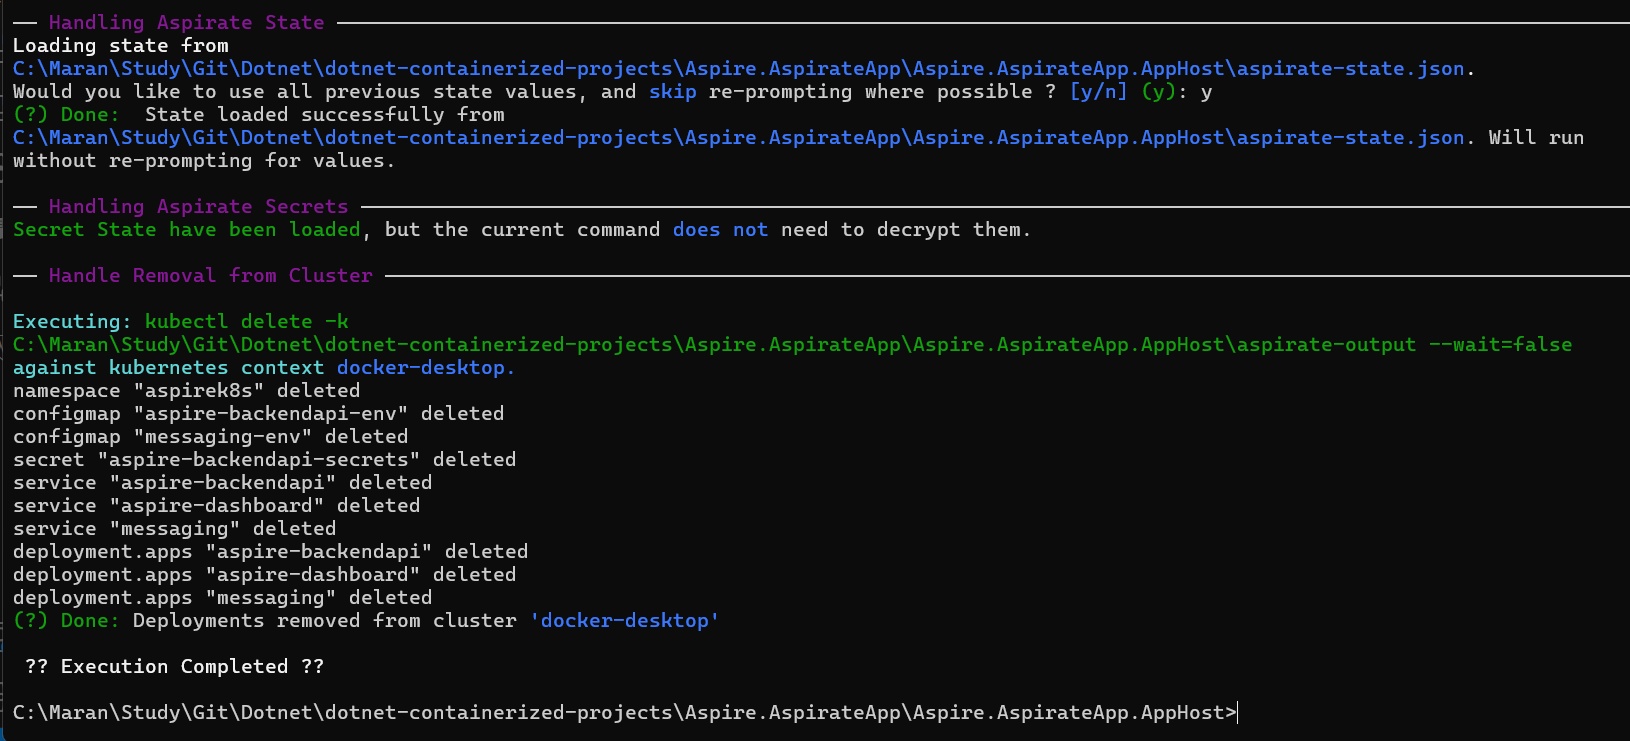 Handling Aspirate State
Loading state from
C:\Maran\Study\Git\Dotnet\dotnet-containerized-projects\Aspire.AspirateApp\Aspire.AspirateApp.AppHost\aspirate-state.json.
Would you like to use all previous state values, and skip re-prompting where possible ? [y/n] (y): y
(?) Done:  State loaded successfully from
C:\Maran\Study\Git\Dotnet\dotnet-containerized-projects\Aspire.AspirateApp\Aspire.AspirateApp.AppHost\aspirate-state.json. Will run
without re-prompting for values.
Handling Aspirate Secrets
Secret State have been loaded, but the current command does not need to decrypt them.
Handle Removal from Cluster
Executing: kubectl delete -k
C:\Maran\Study\Git\Dotnet\dotnet-containerized-projects\Aspire.AspirateApp\Aspire.AspirateApp.AppHost\aspirate-output --wait=false
against kubernetes context docker-desktop.
namespace "aspirek8s" deleted
configmap "aspire-backendapi-env" deleted
configmap "messaging-env" deleted
secret "aspire-backendapi-secrets" deleted
service "aspire-backendapi" deleted
service "aspire-dashboard" deleted
service "messaging" deleted
deployment.apps "aspire-backendapi" deleted
deployment.apps "aspire-dashboard" deleted
deployment.apps "messaging" deleted
(?) Done: Deployments removed from cluster 'docker-desktop'
?? Execution Completed ??
C:\Maran\Study\Git\Dotnet\dotnet-containerized-projects\Aspire.AspirateApp\Aspire.AspirateApp.AppHost>